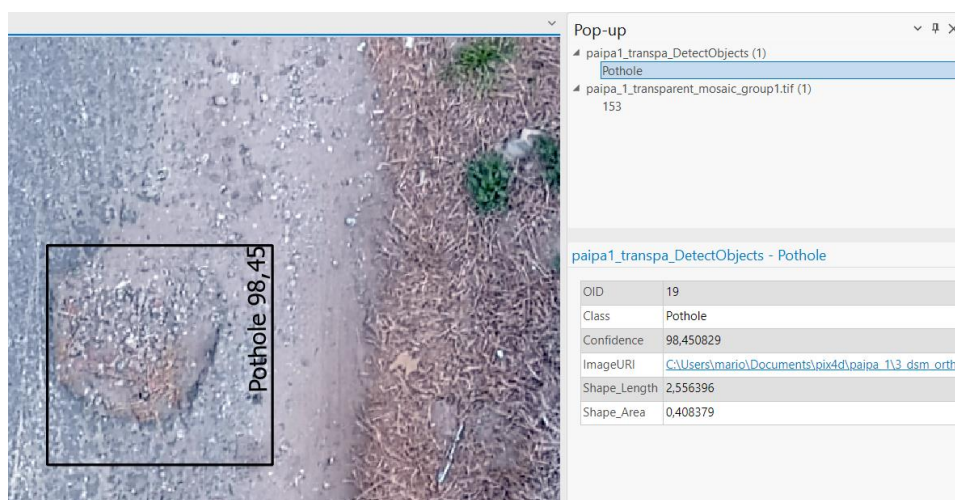 Pothole 98,45
Pop-up
paipa1_transpa_DetectObjects (1)
Pothole
paipa_1_transparent_mosaic_group1.tif (1)
153
paipa1_transpa_DetectObjects - Pothole
OID 19
Class Pothole
Confidence 98,450829
ImageURI C:\Users\mario\Documents\pix4d\paipa_1\3_dsm_orth
Shape_Length 2,556396
Shape_Area 0,408379